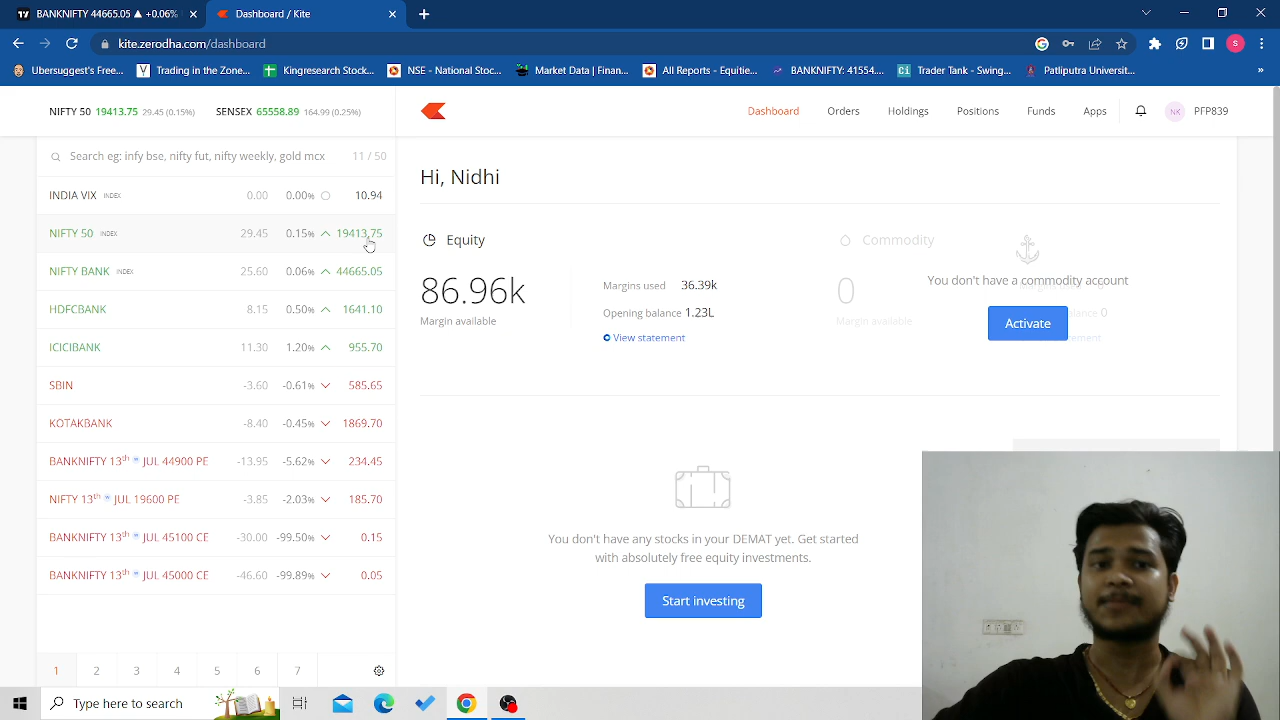 BANKNIFTY 44665.05 ▲ +0.06%
Dashboard / Kite
kite.zerodha.com/dashboard
S
Ubersugges't Free...
Trading in the Zone...
Kingresearch Stock...
NSE - National Stoc...
Market Data | Finan...
All Reports - Equitie...
BANKNIFTY: 41554...
Trader Tank - Swing...
Patliputra Universit...
»
NIFTY 50 19413.75 29.45 (0.15%) SENSEX 65558.89 164.99 (0.25%)
Dashboard Orders Holdings Positions Funds Apps NK PFP839
Search eg: infy bse, nifty fut, nifty weekly, gold mcx 11 / 50
INDIA VIX INDEX 0.00 0.00% 10.94
NIFTY 50 INDEX 29.45 0.15% 19413.75
NIFTY BANK INDEX 25.60 0.06% 44665.05
HDFCBANK 8.15 0.50% 1641.10
ICICIBANK 11.30 1.20% 955.70
SBIN -3.60 -0.61% 585.65
KOTAKBANK -8.40 -0.45% 1869.70
BANKNIFTY 13th w JUL 44900 PE -13.95 -5.62% 234.45
NIFTY 13th w JUL 19600 PE -3.85 -2.03% 185.70
BANKNIFTY 13th w JUL 45100 CE -30.00 -99.50% 0.15
BANKNIFTY 13th w JUL 45000 CE -46.60 -99.89% 0.05
1 2 3 4 5 6 7
Hi, Nidhi
Equity
86.96k
Margin available
Margins used 36.39k
Opening balance 1.23L
View statement
Commodity
0
Margin available
You don't have a commodity account
Activate
You don't have any stocks in your DEMAT yet. Get started
with absolutely free equity investments.
Start investing
Type here to search